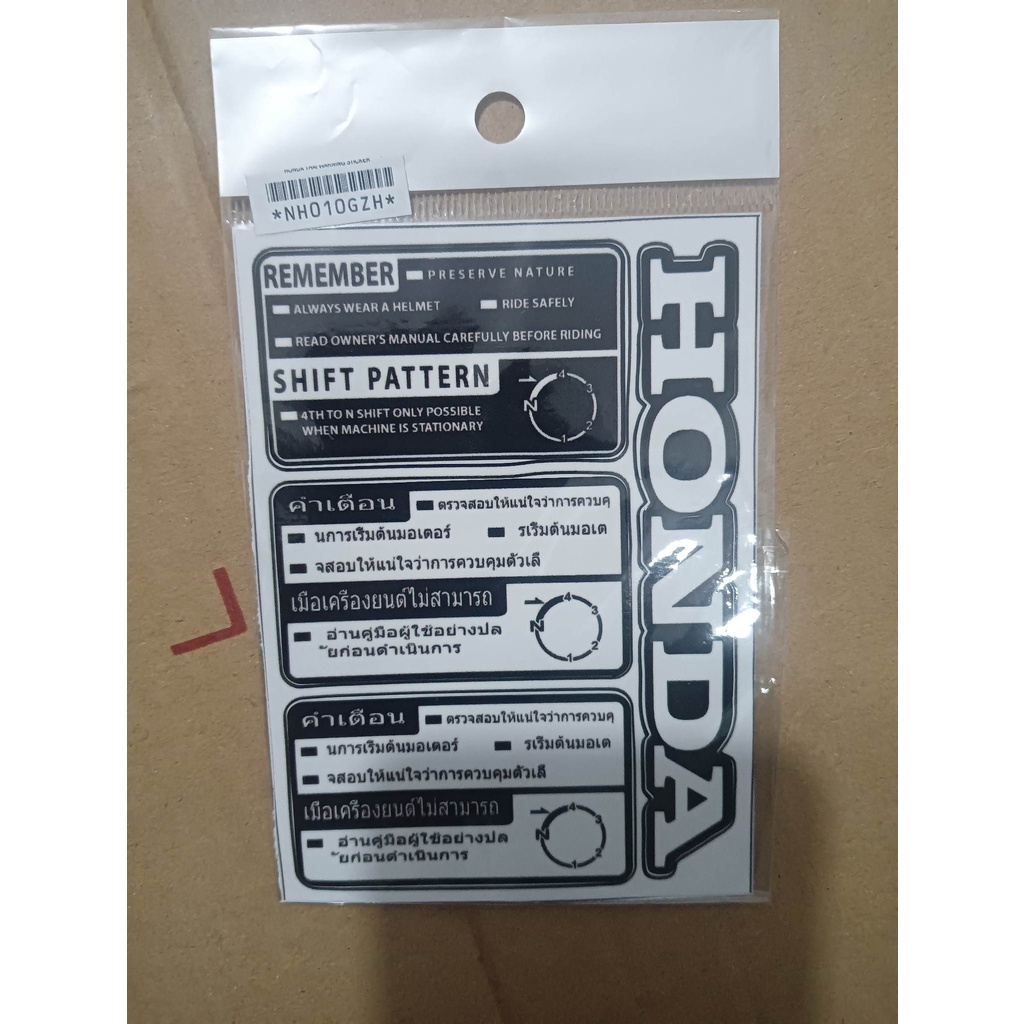 HONDA THAI WARNING STICKER
*NH010GZH*
REMEMBER PRESERVE NATURE
ALWAYS WEAR A HELMET RIDE SAFELY
READ OWNER'S MANUAL CAREFULLY BEFORE RIDING
SHIFT PATTERN
4TH TO N SHIFT ONLY POSSIBLE
WHEN MACHINE IS STATIONARY
N 1 2 3 4
คำเตือน ตรวจสอบให้แน่ใจว่าการควบคุ
นการเริ่มต้นมอเตอร์ รเริ่มต้นมอเต
จสอบให้แน่ใจว่าการควบคุมตัวเลื
เมื่อเครื่องยนต์ไม่สามารถ
อ่านคู่มือผู้ใช้อย่างปล
ัยก่อนดำเนินการ
N 1 2 3 4
คำเตือน ตรวจสอบให้แน่ใจว่าการควบคุ
นการเริ่มต้นมอเตอร์ รเริ่มต้นมอเต
จสอบให้แน่ใจว่าการควบคุมตัวเลื
เมื่อเครื่องยนต์ไม่สามารถ
อ่านคู่มือผู้ใช้อย่างปล
ัยก่อนดำเนินการ
N 1 2 3 4
HONDA